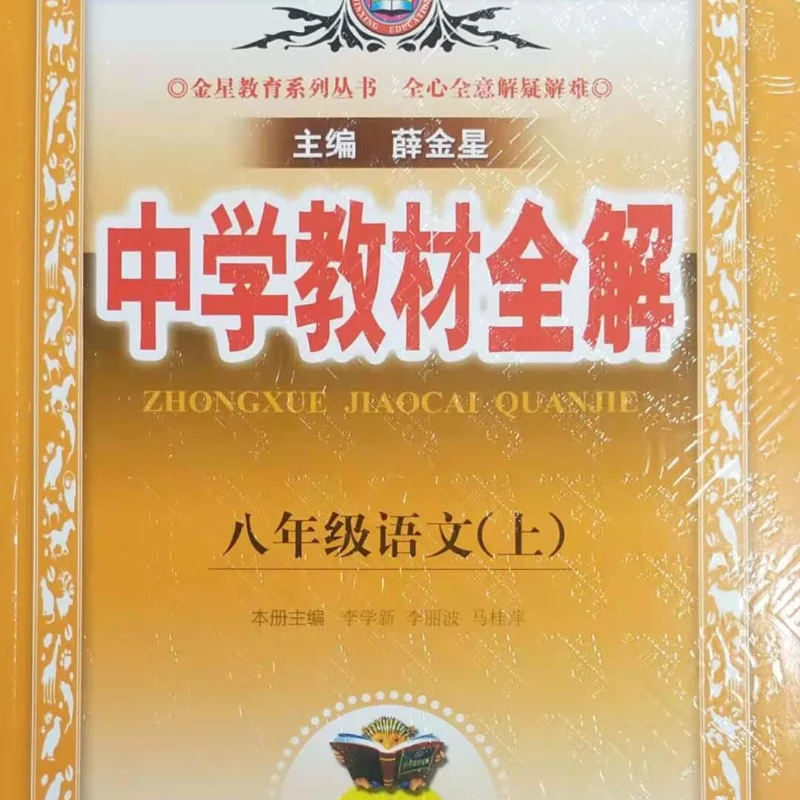 JINXING EDUCATION
◎金星教育系列丛书 全心全意解疑解难◎
主编 薛金星
中学教材全解
ZHONGXUE JIAOCAI QUANJIE
八年级语文(上)
本册主编 李学新 李丽波 马桂萍